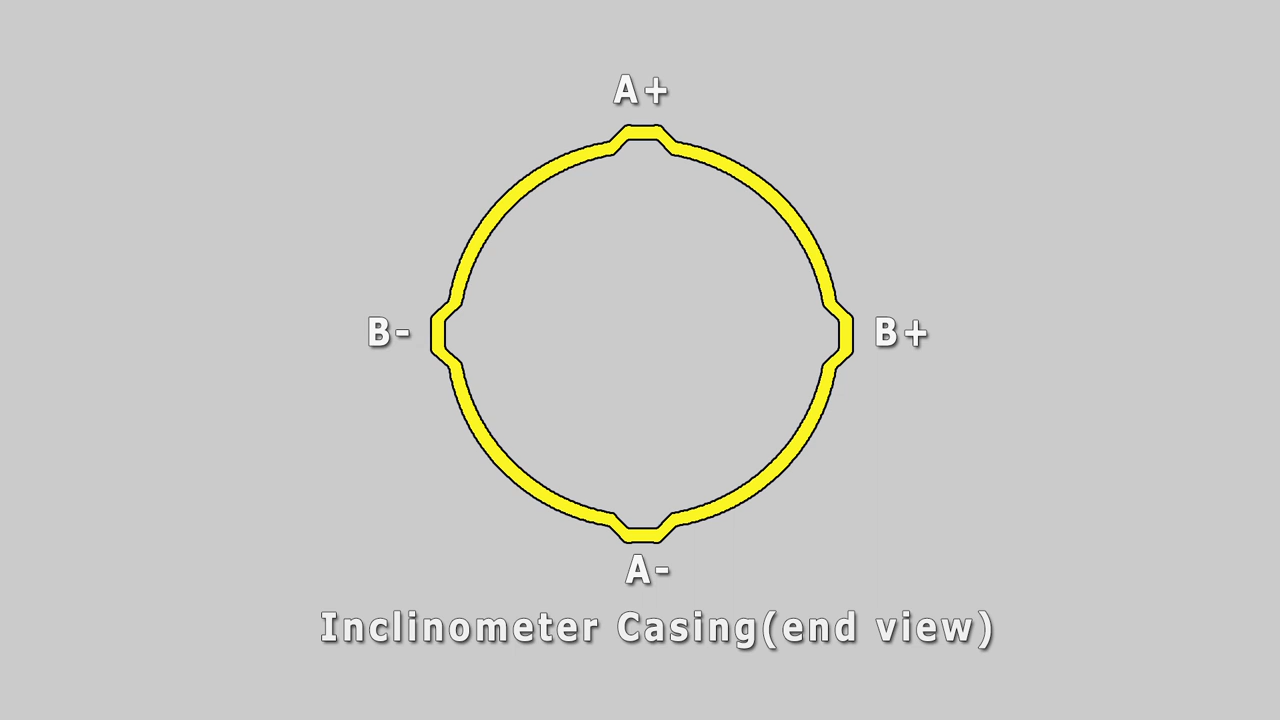 A+
B-
B+
A-
Inclinometer Casing(end view)